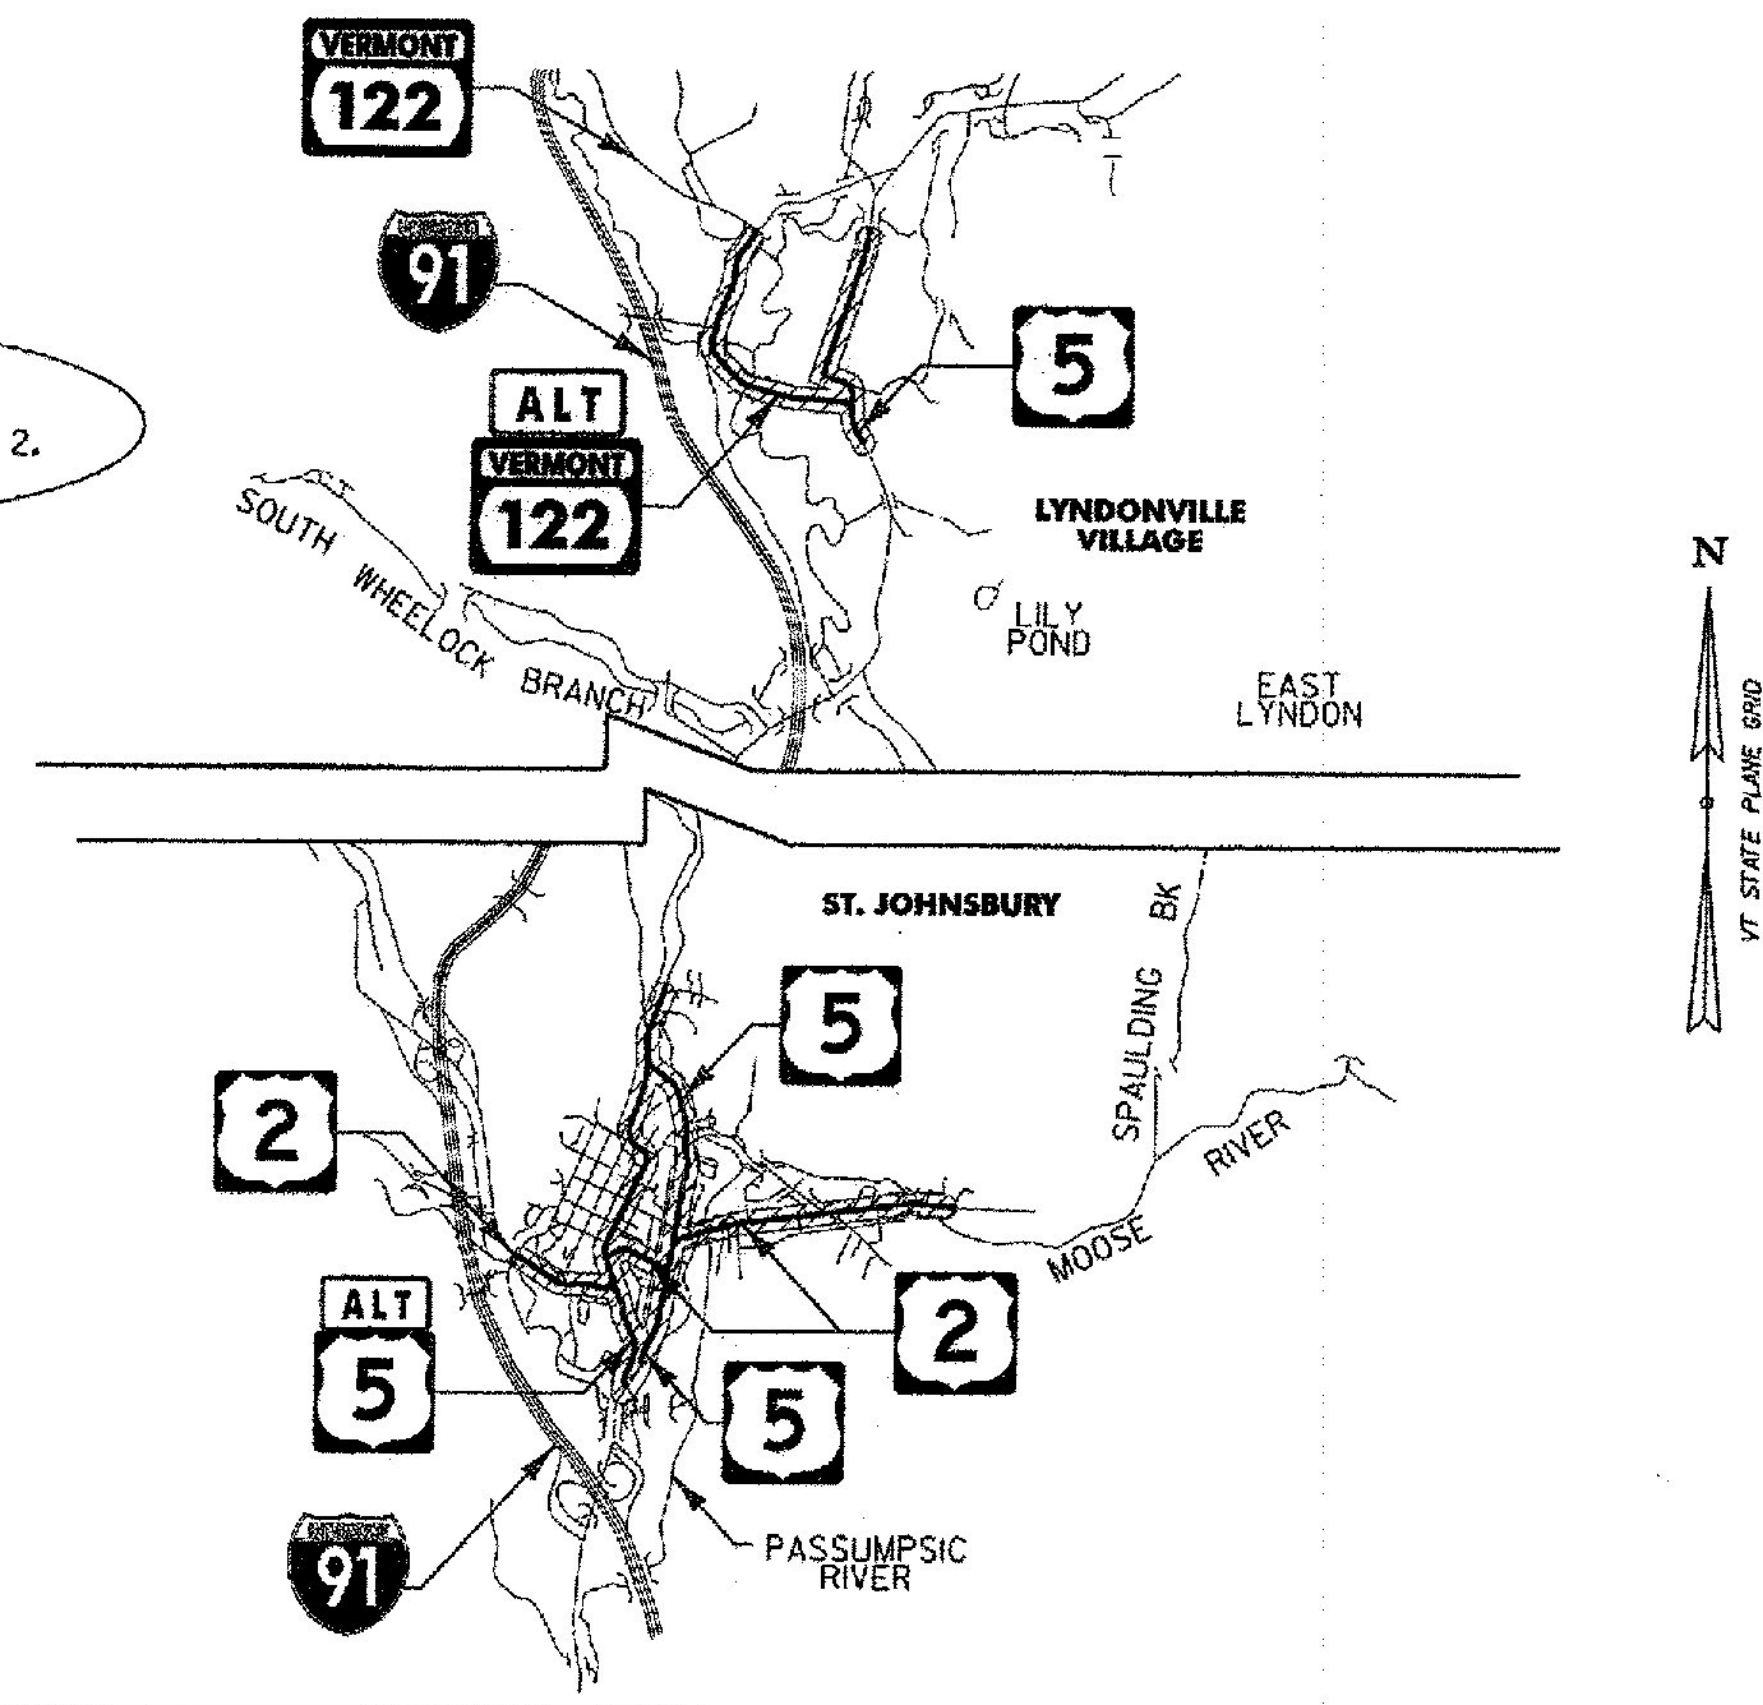 VERMONT
122
91
5
ALT
VERMONT
122
2.
SOUTH WHEELOCK BRANCH
LYNDONVILLE
VILLAGE
LILY
POND
EAST
LYNDON
N
VT STATE PLANE GRID
ST. JOHNSBURY
SPAULDING BK
5
2
MOOSE RIVER
ALT
5
2
5
91
PASSUMPSIC
RIVER